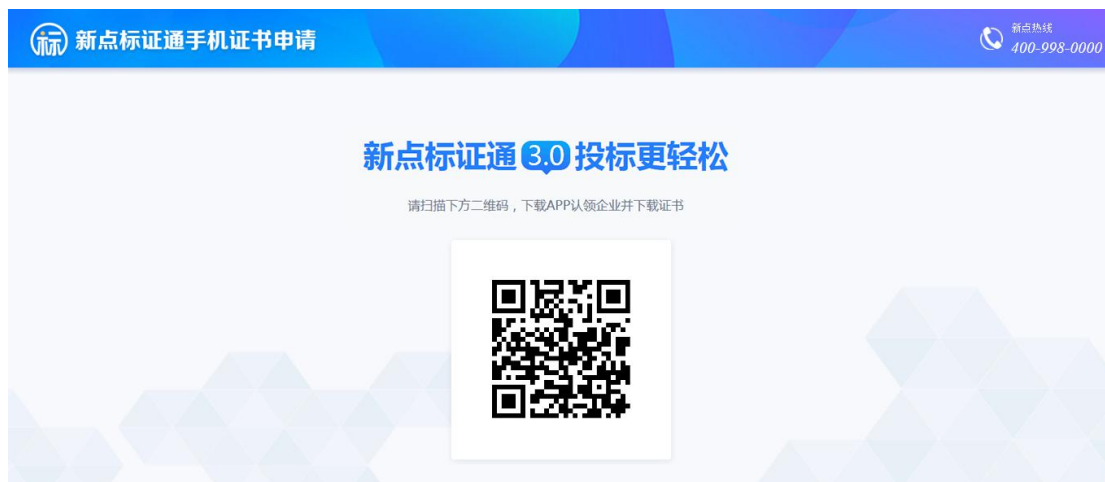 标 新点标证通手机证书申请
新点热线
400-998-0000
新点标证通 3.0 投标更轻松
请扫描下方二维码，下载APP认领企业并下载证书